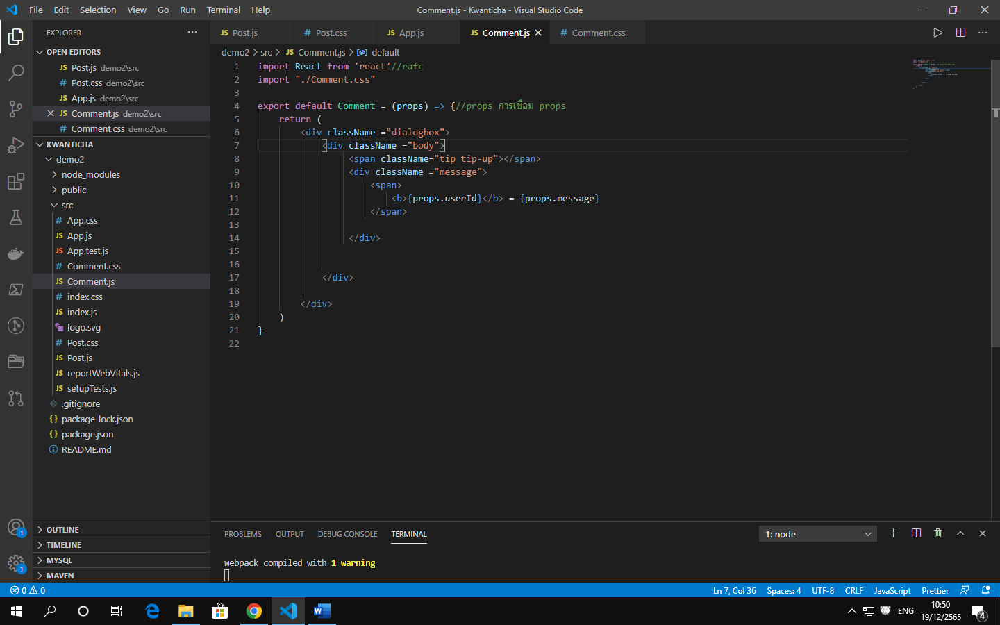 File Edit Selection View Go Run Terminal Help
Comment.js - Kwanticha - Visual Studio Code
EXPLORER
OPEN EDITORS
Post.js demo2\src
Post.css demo2\src
App.js demo2\src
Comment.js demo2\src
Comment.css demo2\src
KWANTICHA
demo2
node_modules
public
src
App.css
App.js
App.test.js
Comment.css
Comment.js
index.css
index.js
logo.svg
Post.css
Post.js
reportWebVitals.js
setupTests.js
.gitignore
package-lock.json
package.json
README.md
OUTLINE
TIMELINE
MYSQL
MAVEN
Post.js Post.css App.js Comment.js Comment.css
demo2 > src > Comment.js > default
1 import React from 'react'//rafc
2 import "./Comment.css"
3
4 export default Comment = (props) => {//props การเชื่อม props
5 return (
6 <div className ="dialogbox">
7 <div className ="body">
8 <span className="tip tip-up"></span>
9 <div className ="message">
10 <span>
11 <b>{props.userId}</b> = {props.message}
12 </span>
13
14 </div>
15
16
17 </div>
18
19 </div>
20 )
21 }
22
PROBLEMS OUTPUT DEBUG CONSOLE TERMINAL
1: node
webpack compiled with 1 warning
0 0
Ln 7, Col 36 Spaces: 4 UTF-8 CRLF JavaScript Prettier
1
1
ENG
10:50
19/12/2565
4